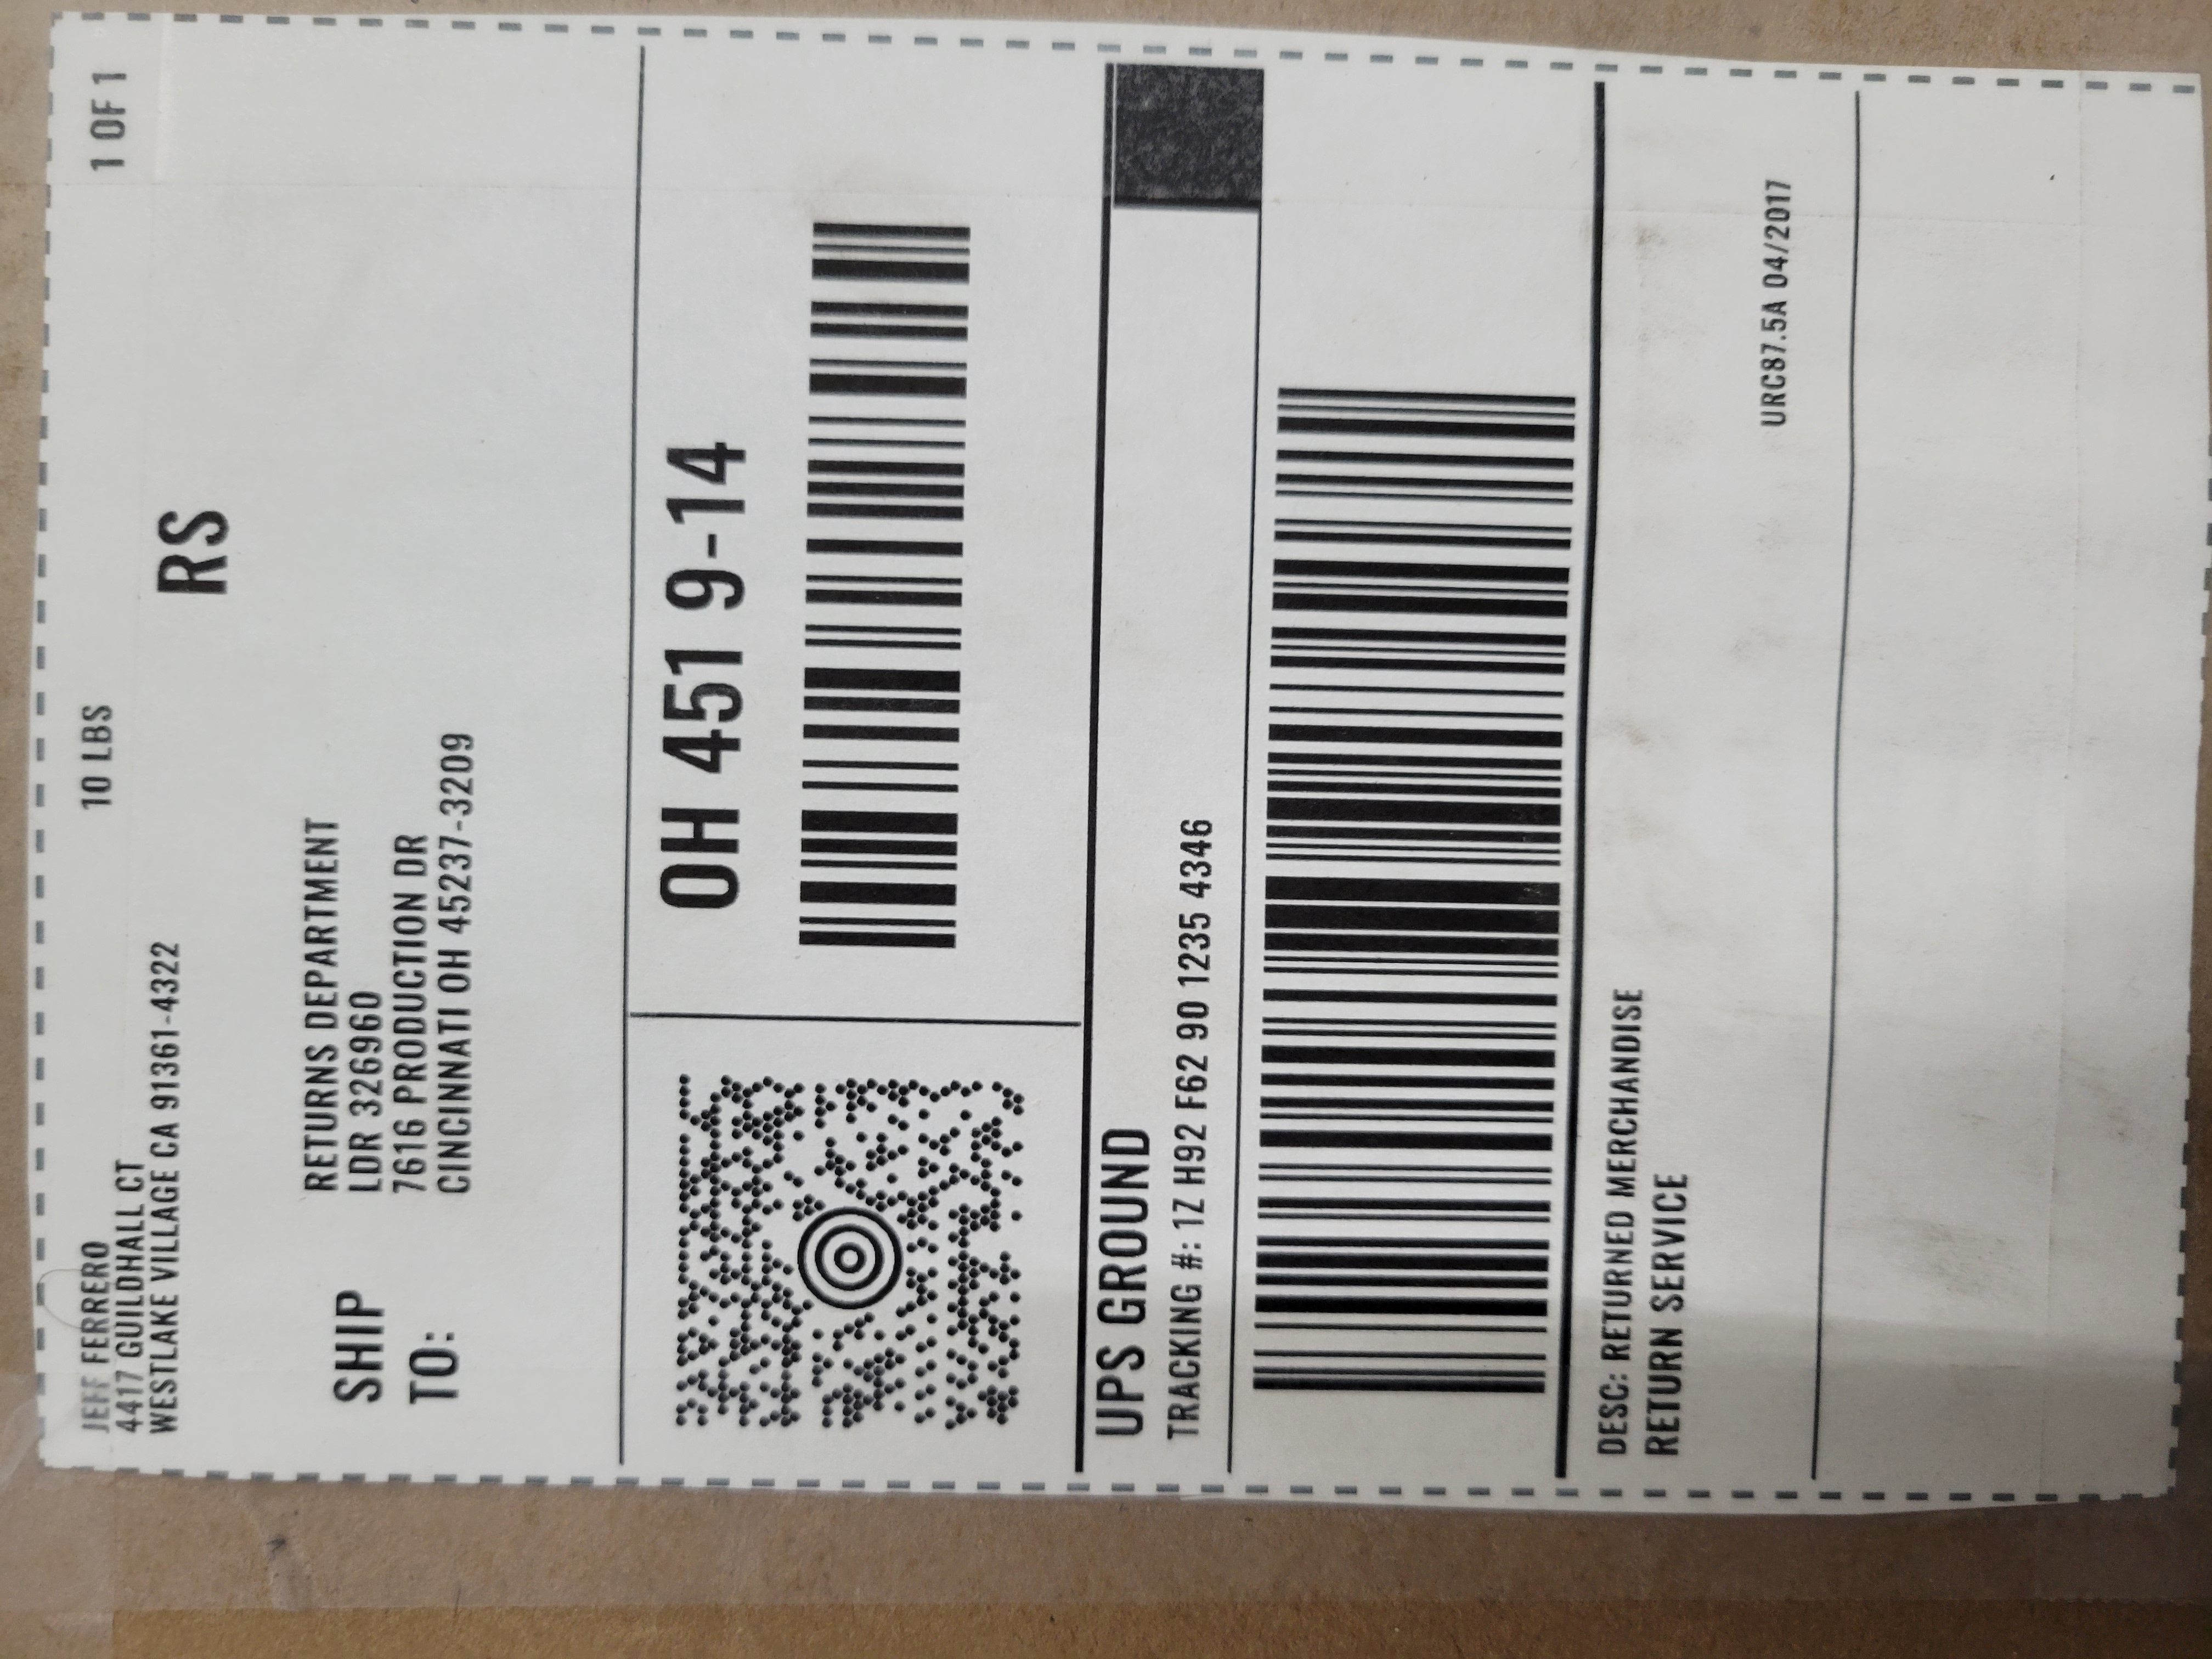 JEFF FERRERO
4417 GUILDHALL CT
WESTLAKE VILLAGE CA 91361-4322
10 LBS
1 OF 1
RS
SHIP
TO:
RETURNS DEPARTMENT
LDR 326960
7616 PRODUCTION DR
CINCINNATI OH 45237-3209
OH 451 9-14
UPS GROUND
TRACKING #: 1Z H92 F62 90 1235 4346
DESC: RETURNED MERCHANDISE
RETURN SERVICE
URC87.5A 04/2017